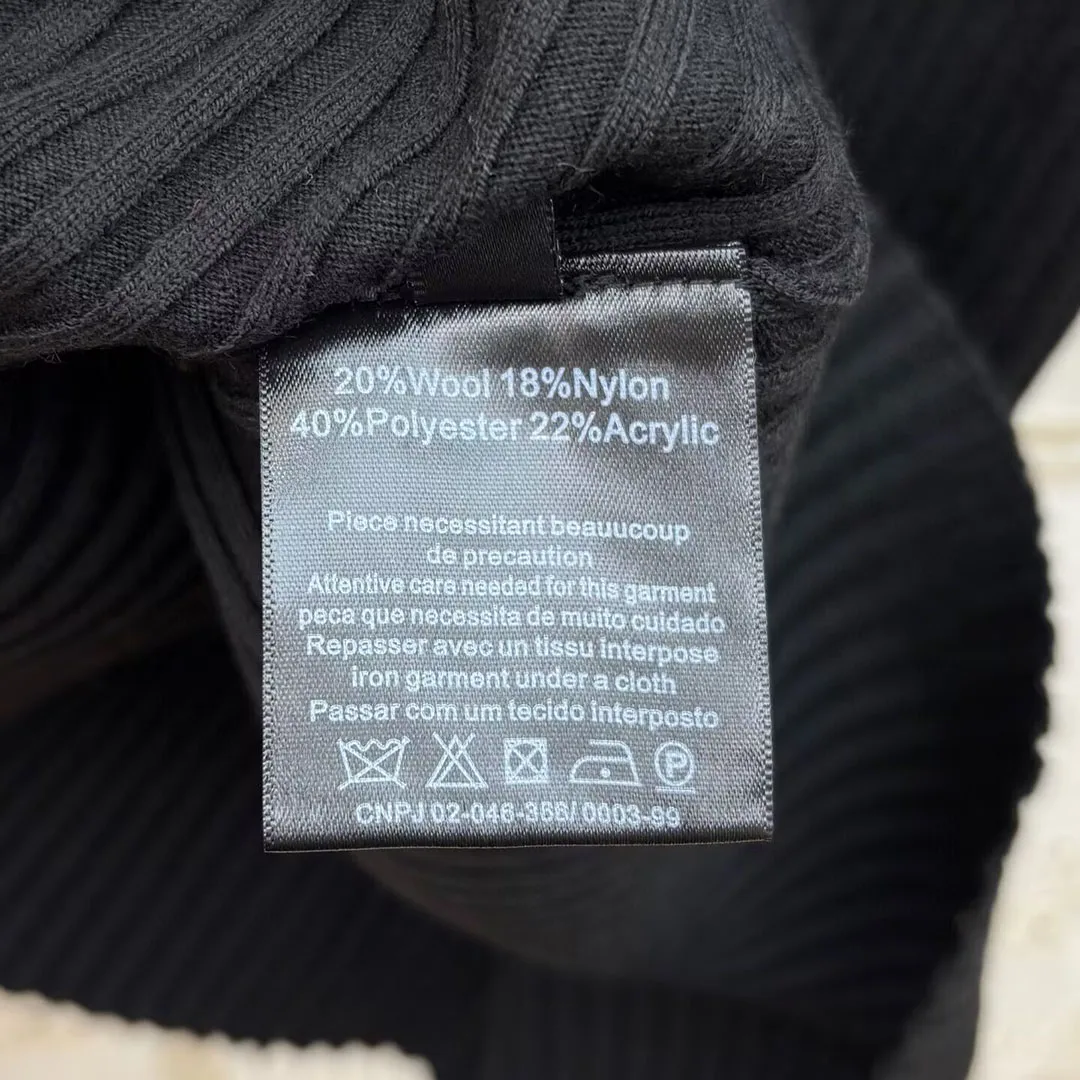 20%Wool 18%Nylon
40%Polyester 22%Acrylic
Piece necessitant beauucoup
de precaution
Attentive care needed for this garment
peca que necessita de muito cuidado
Repasser avec un tissu interpose
iron garment under a cloth
Passar com um tecido interposto
P
CNPJ 02-046-366/ 0003-99